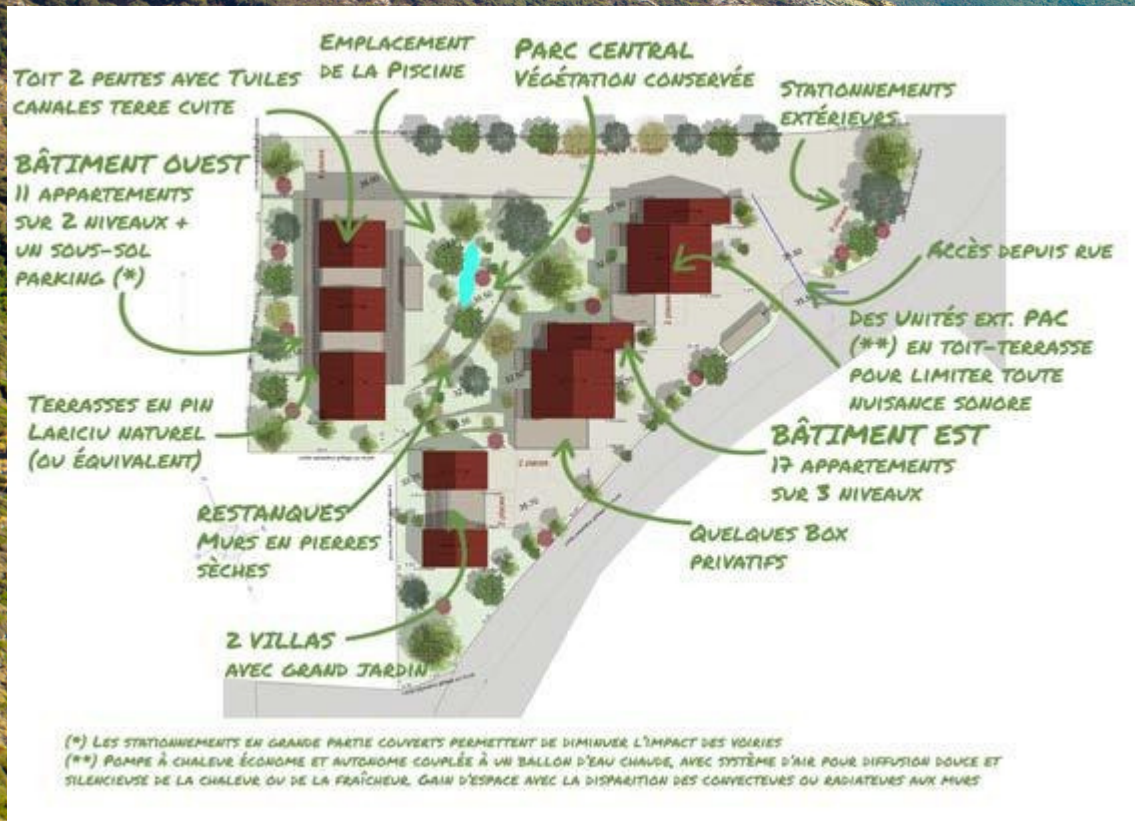 Emplacement
de la Piscine
Parc central
Végétation conservée
Toit 2 pentes avec Tuiles
canales terre cuite
Stationnements
extérieurs
Bâtiment Ouest
11 appartements
sur 2 niveaux +
un sous-sol
parking (*)
Accès depuis rue
Des Unités ext. PAC
(**) en toit-terrasse
pour limiter toute
nuisance sonore
Terrasses en pin
Lariciu naturel
(ou équivalent)
Bâtiment Est
17 appartements
sur 3 niveaux
Restanques
Murs en pierres
sèches
Quelques Box
privatifs
2 Villas
avec grand jardin
2 places
35.70
(*) Les stationnements en grande partie couverts permettent de diminuer l'impact des voiries
(**) Pompe à chaleur économe et autonome couplée à un ballon d'eau chaude, avec système d'air pour diffusion douce et
silencieuse de la chaleur ou de la fraîcheur. Gain d'espace avec la disparition des convecteurs ou radiateurs aux murs